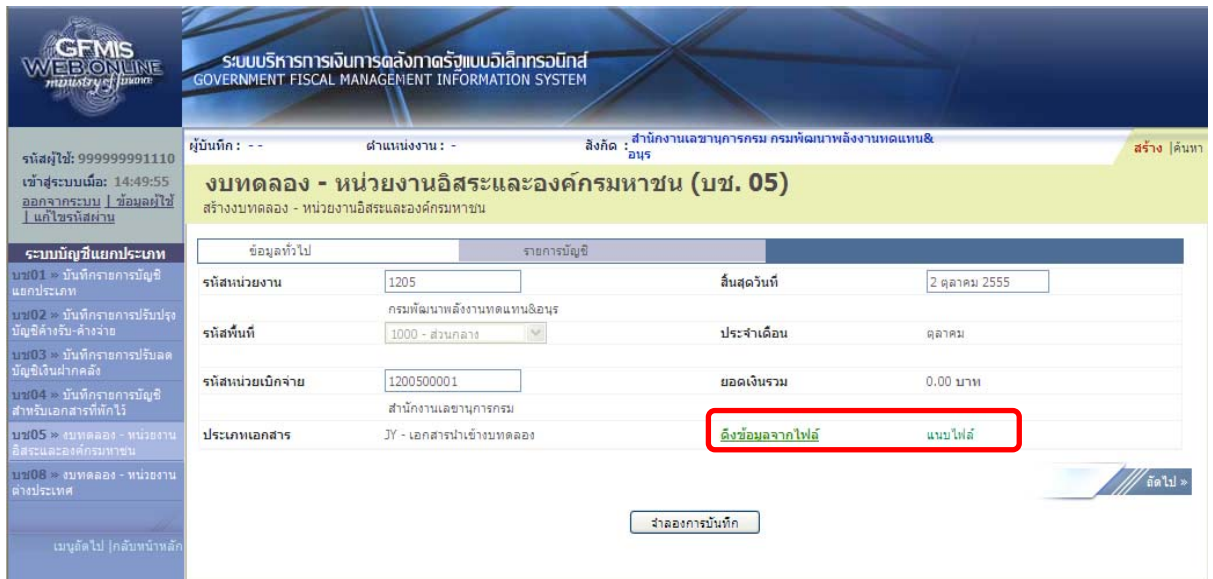 GFMIS
WEB ONLINE
ministry of finance
ระบบบริหารการเงินการคลังภาครัฐแบบอิเล็กทรอนิกส์
GOVERNMENT FISCAL MANAGEMENT INFORMATION SYSTEM
รหัสผู้ใช้: 999999991110
เข้าสู่ระบบเมื่อ: 14:49:55
ออกจากระบบ | ข้อมูลผู้ใช้
| แก้ไขรหัสผ่าน
ผู้บันทึก : - - ตำแหน่งงาน : - สังกัด : สำนักงานเลขานุการกรม กรมพัฒนาพลังงานทดแทน&
อนุร
สร้าง |ค้นหา
งบทดลอง - หน่วยงานอิสระและองค์กรมหาชน (บช. 05)
สร้างงบทดลอง - หน่วยงานอิสระและองค์กรมหาชน
ระบบบัญชีแยกประเภท
บช01 » บันทึกรายการบัญชี
แยกประเภท
บช02 » บันทึกรายการปรับปรุง
บัญชีค้างรับ-ค้างจ่าย
บช03 » บันทึกรายการปรับลด
บัญชีเงินฝากคลัง
บช04 » บันทึกรายการบัญชี
สำหรับเอกสารที่พักไว้
บช05 » งบทดลอง - หน่วยงาน
อิสระและองค์กรมหาชน
บช08 » งบทดลอง - หน่วยงาน
ต่างประเทศ
เมนูถัดไป |กลับหน้าหลัก
ข้อมูลทั่วไป รายการบัญชี
รหัสหน่วยงาน 1205 สิ้นสุดวันที่ 2 ตุลาคม 2555
กรมพัฒนาพลังงานทดแทน&อนุร
รหัสพื้นที่ 1000 - ส่วนกลาง ประจำเดือน ตุลาคม
รหัสหน่วยเบิกจ่าย 1200500001 ยอดเงินรวม 0.00 บาท
สำนักงานเลขานุการกรม
ประเภทเอกสาร JY - เอกสารนำเข้างบทดลอง ดึงข้อมูลจากไฟล์ แนบไฟล์
ถัดไป »
จำลองการบันทึก